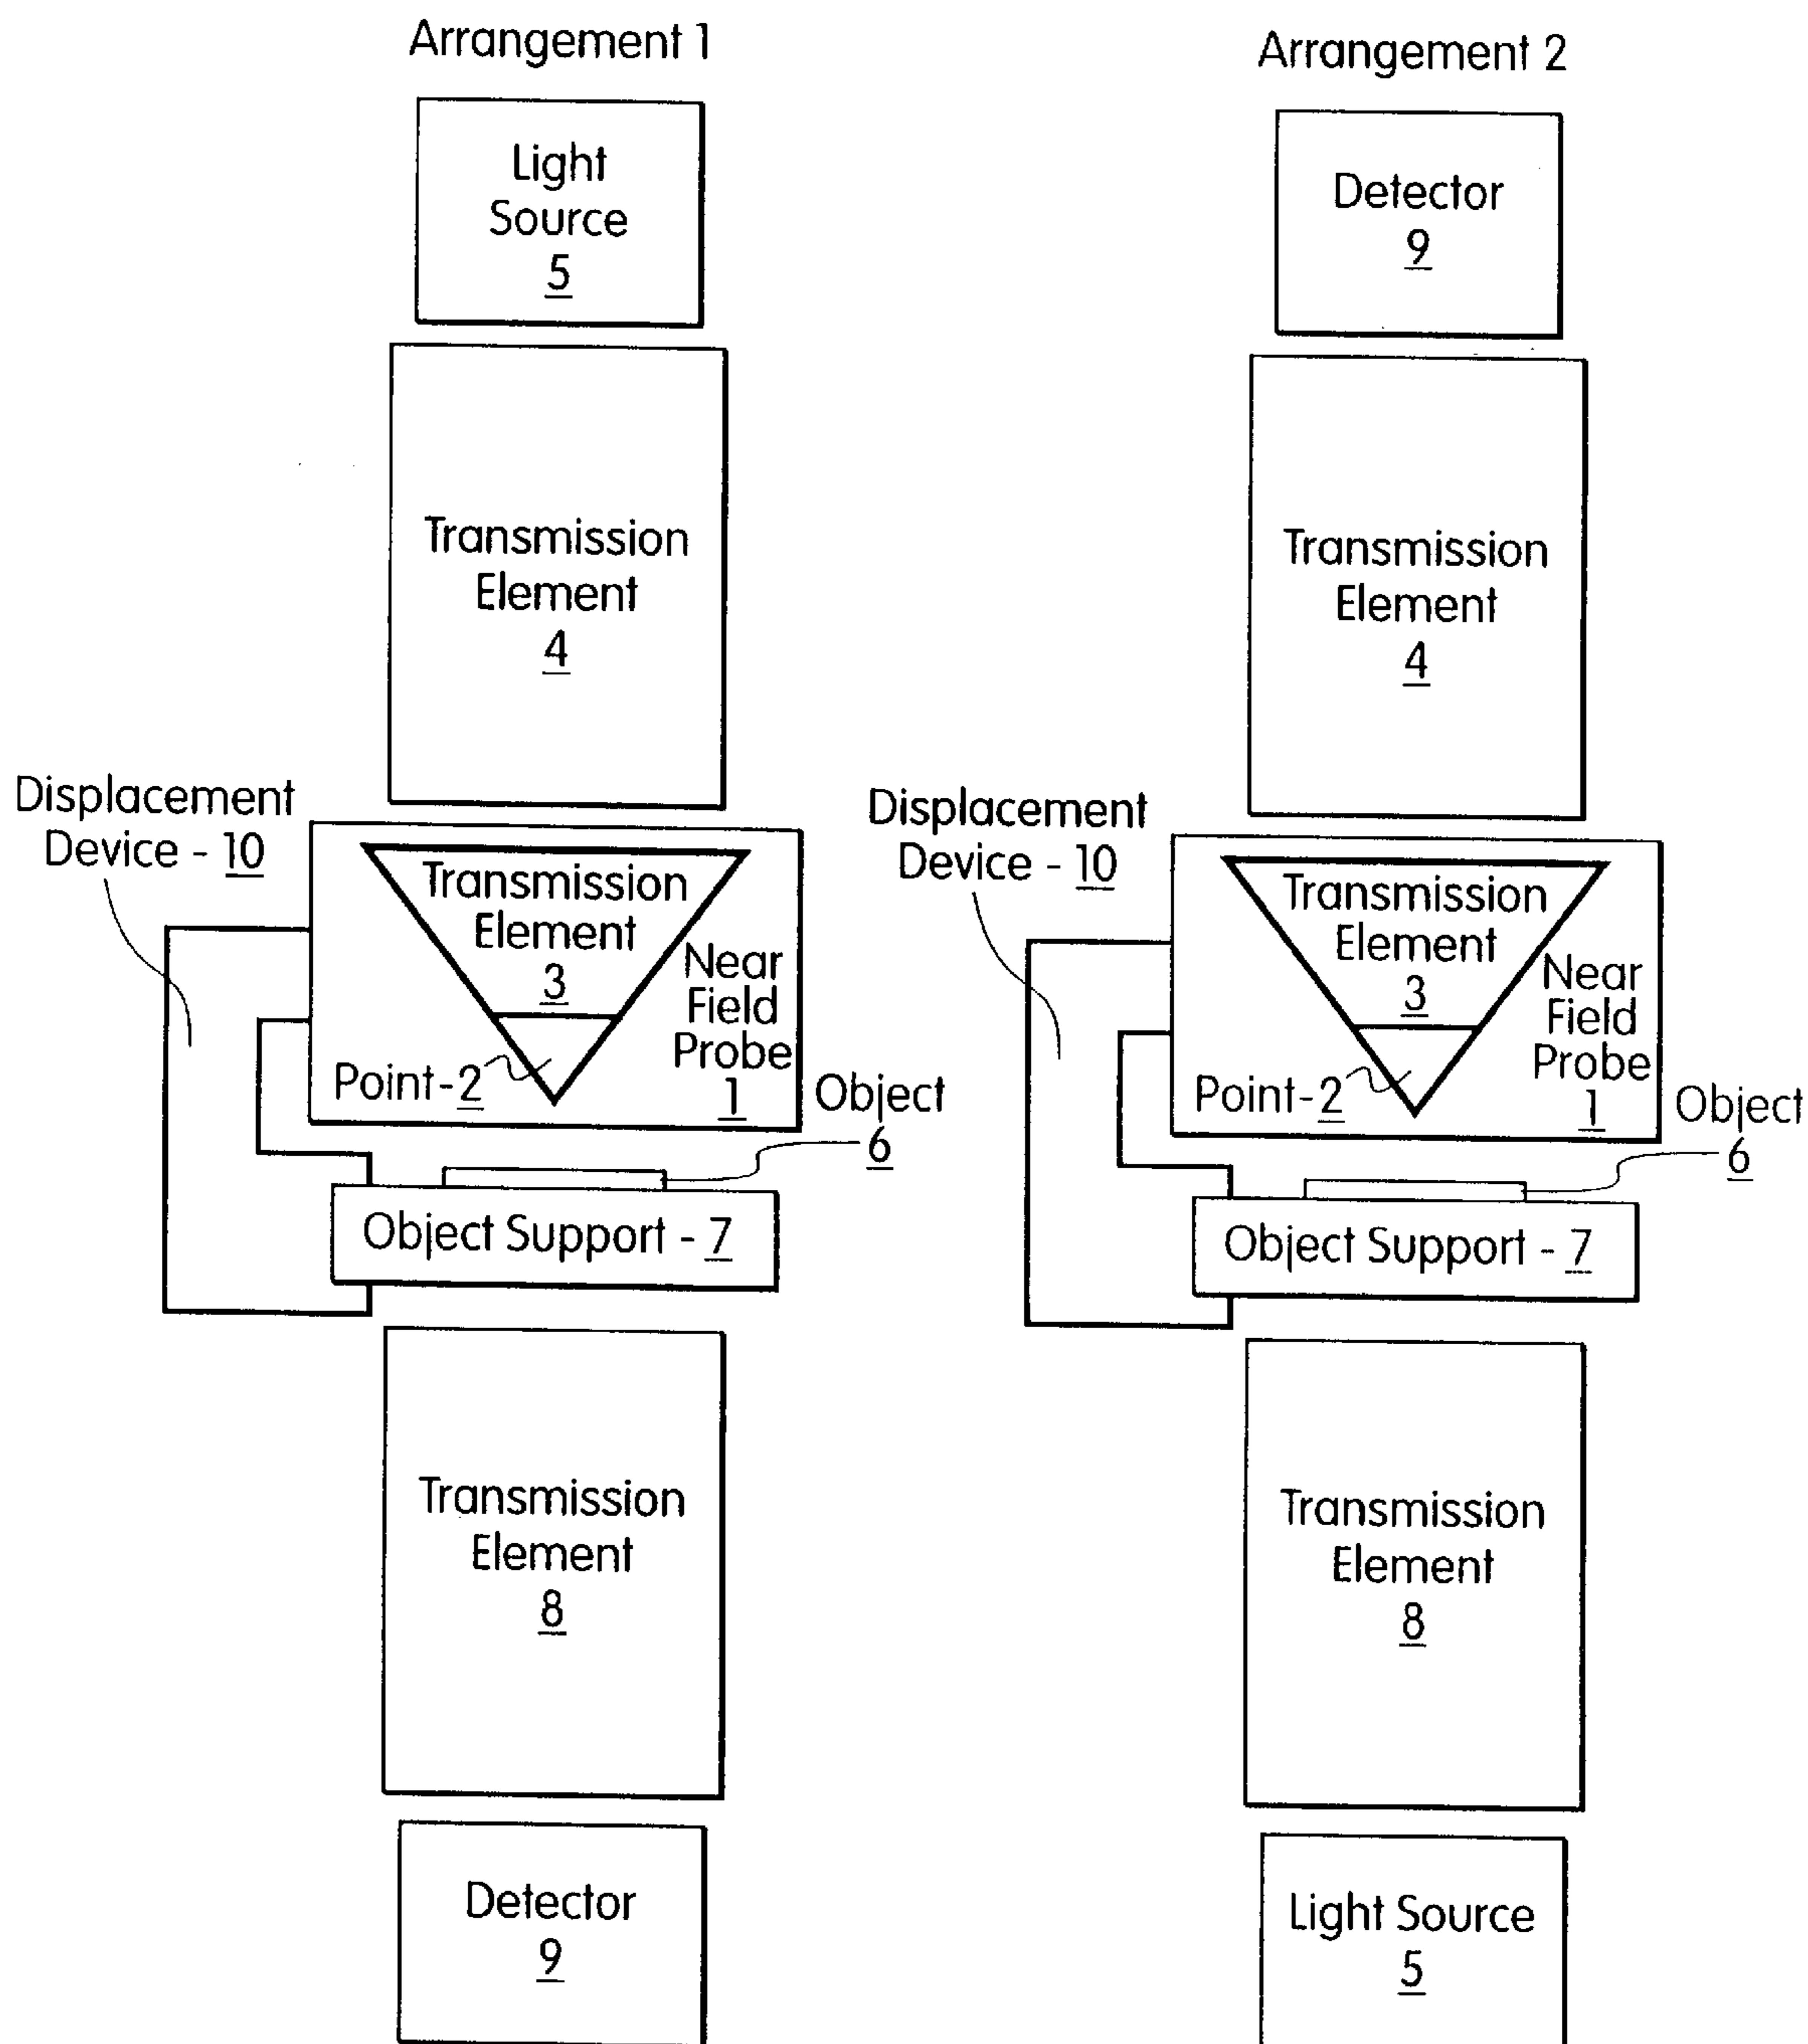 Arrangement 1
Light
Source
5
Transmission
Element
4
Displacement
Device - 10
Transmission
Element
3
Near
Field
Probe
1
Point-2
Object
6
Object Support - 7
Transmission
Element
8
Detector
9
Arrangement 2
Detector
9
Transmission
Element
4
Displacement
Device - 10
Transmission
Element
3
Near
Field
Probe
1
Point-2
Object
6
Object Support - 7
Transmission
Element
8
Light Source
5